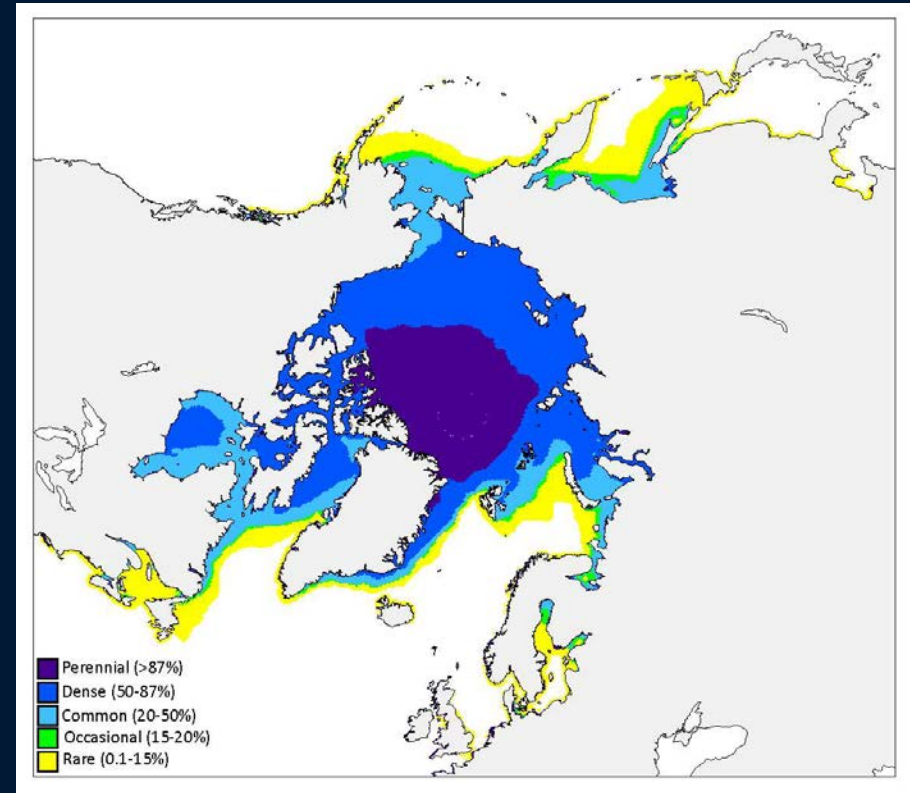 Perennial (>87%)
Dense (50-87%)
Common (20-50%)
Occasional (15-20%)
Rare (0.1-15%)